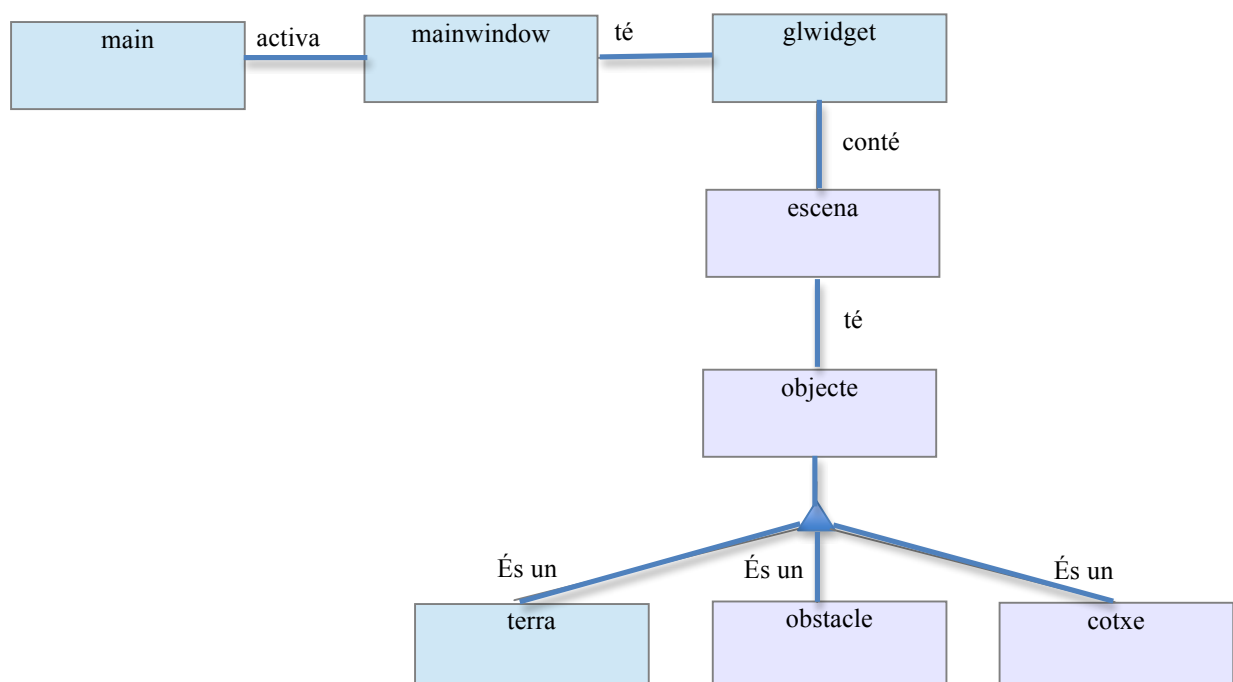 main
activa
mainwindow
té
glwidget
conté
escena
té
objecte
És un
És un
És un
terra
obstacle
cotxe